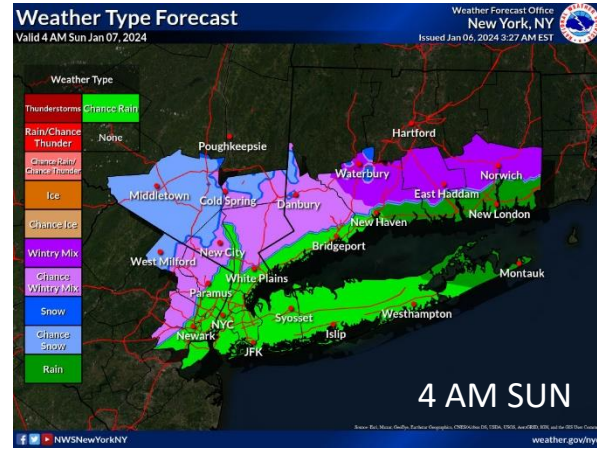 Weather Type Forecast
Valid 4 AM Sun Jan 07, 2024
Weather Forecast Office
New York, NY
Issued Jan 06, 2024 3:27 AM EST
Weather Type
Thunderstorms
Chance Rain
Rain/Chance
Thunder
None
Chance Rain/
Chance Thunder
Ice
Chance Ice
Wintry Mix
Chance
Wintry Mix
Snow
Chance
Snow
Rain
Poughkeepsie
Hartford
Waterbury
Norwich
Middletown
Cold Spring
Danbury
East Haddam
New London
New Haven
Bridgeport
West Milford
New City
White Plains
Montauk
Paramus
NYC
Syosset
Westhampton
Newark
Islip
JFK
4 AM SUN
NWSNewYorkNY
weather.gov/nyc